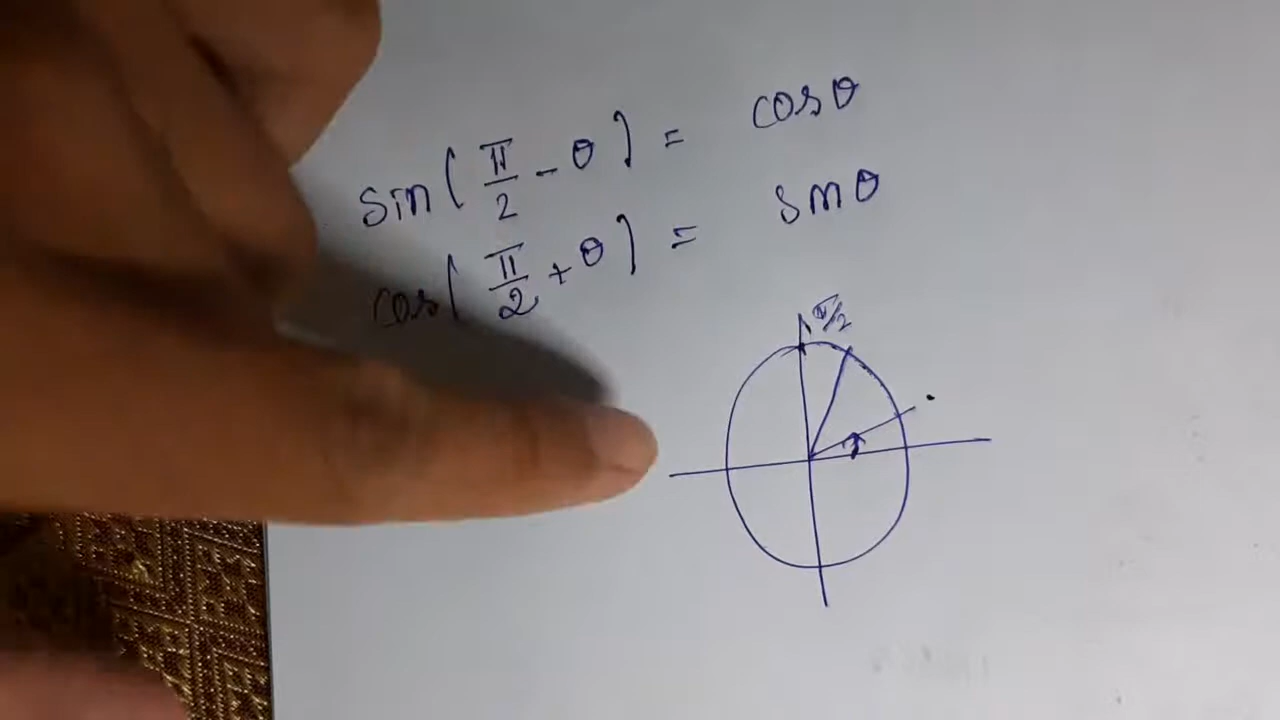 sin(π/2 - θ) = cosθ
cos(π/2 + θ) = sinθ
π/2